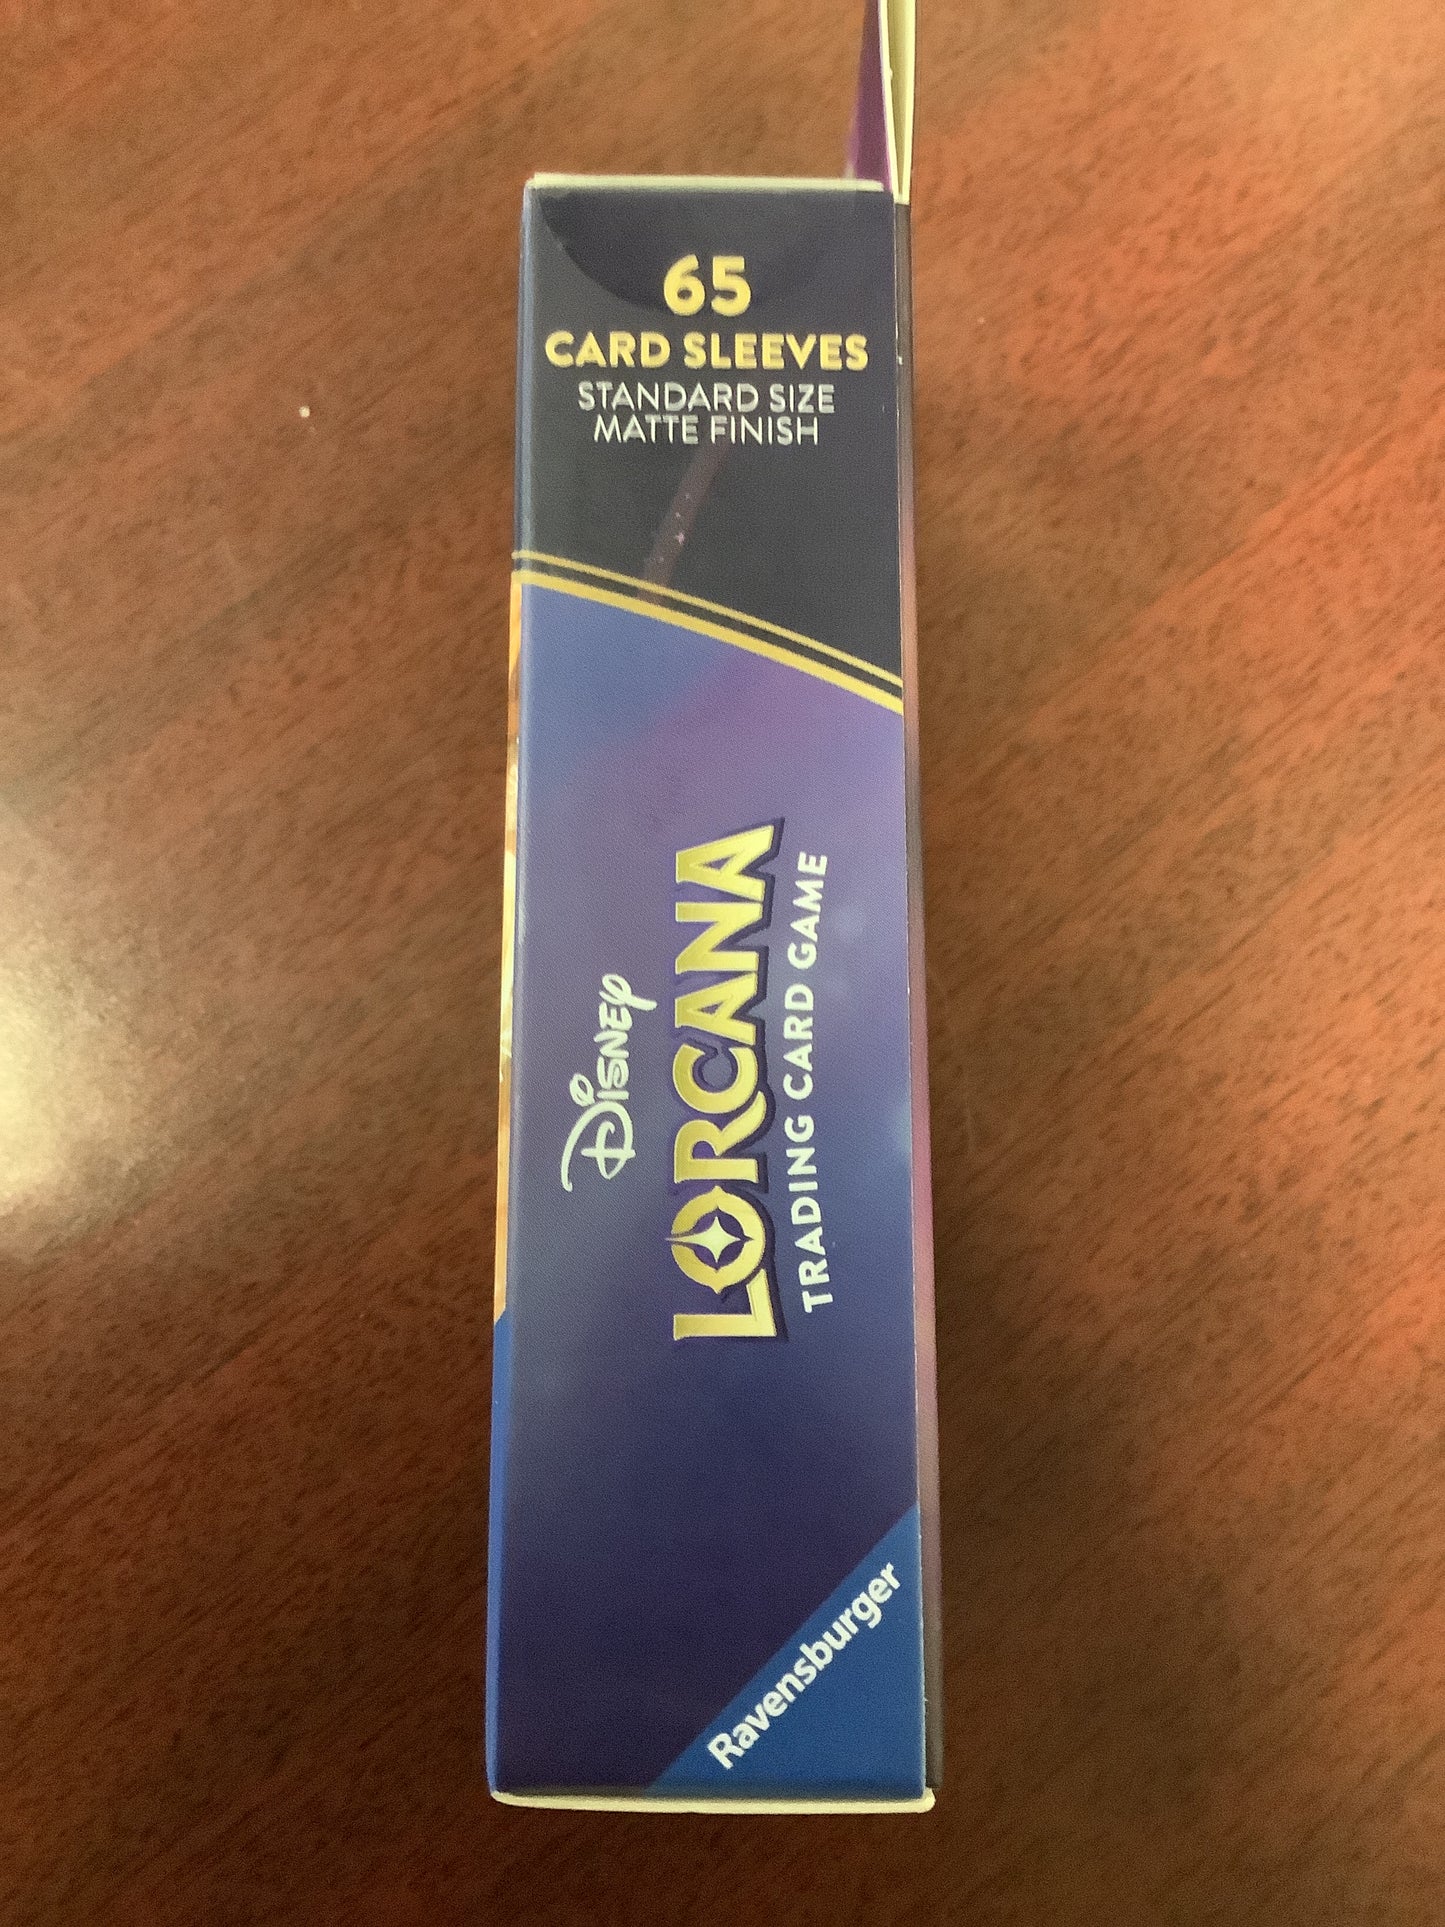 65
CARD SLEEVES
STANDARD SIZE
MATTE FINISH
Disney
LORCANA
TRADING CARD GAME
Ravensburger